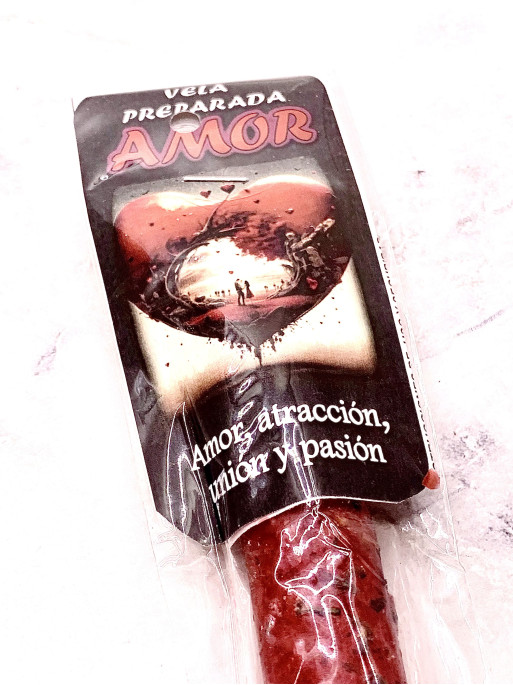 VELA
PREPARADA
AMOR
Amor, atracción,
unión y pasión